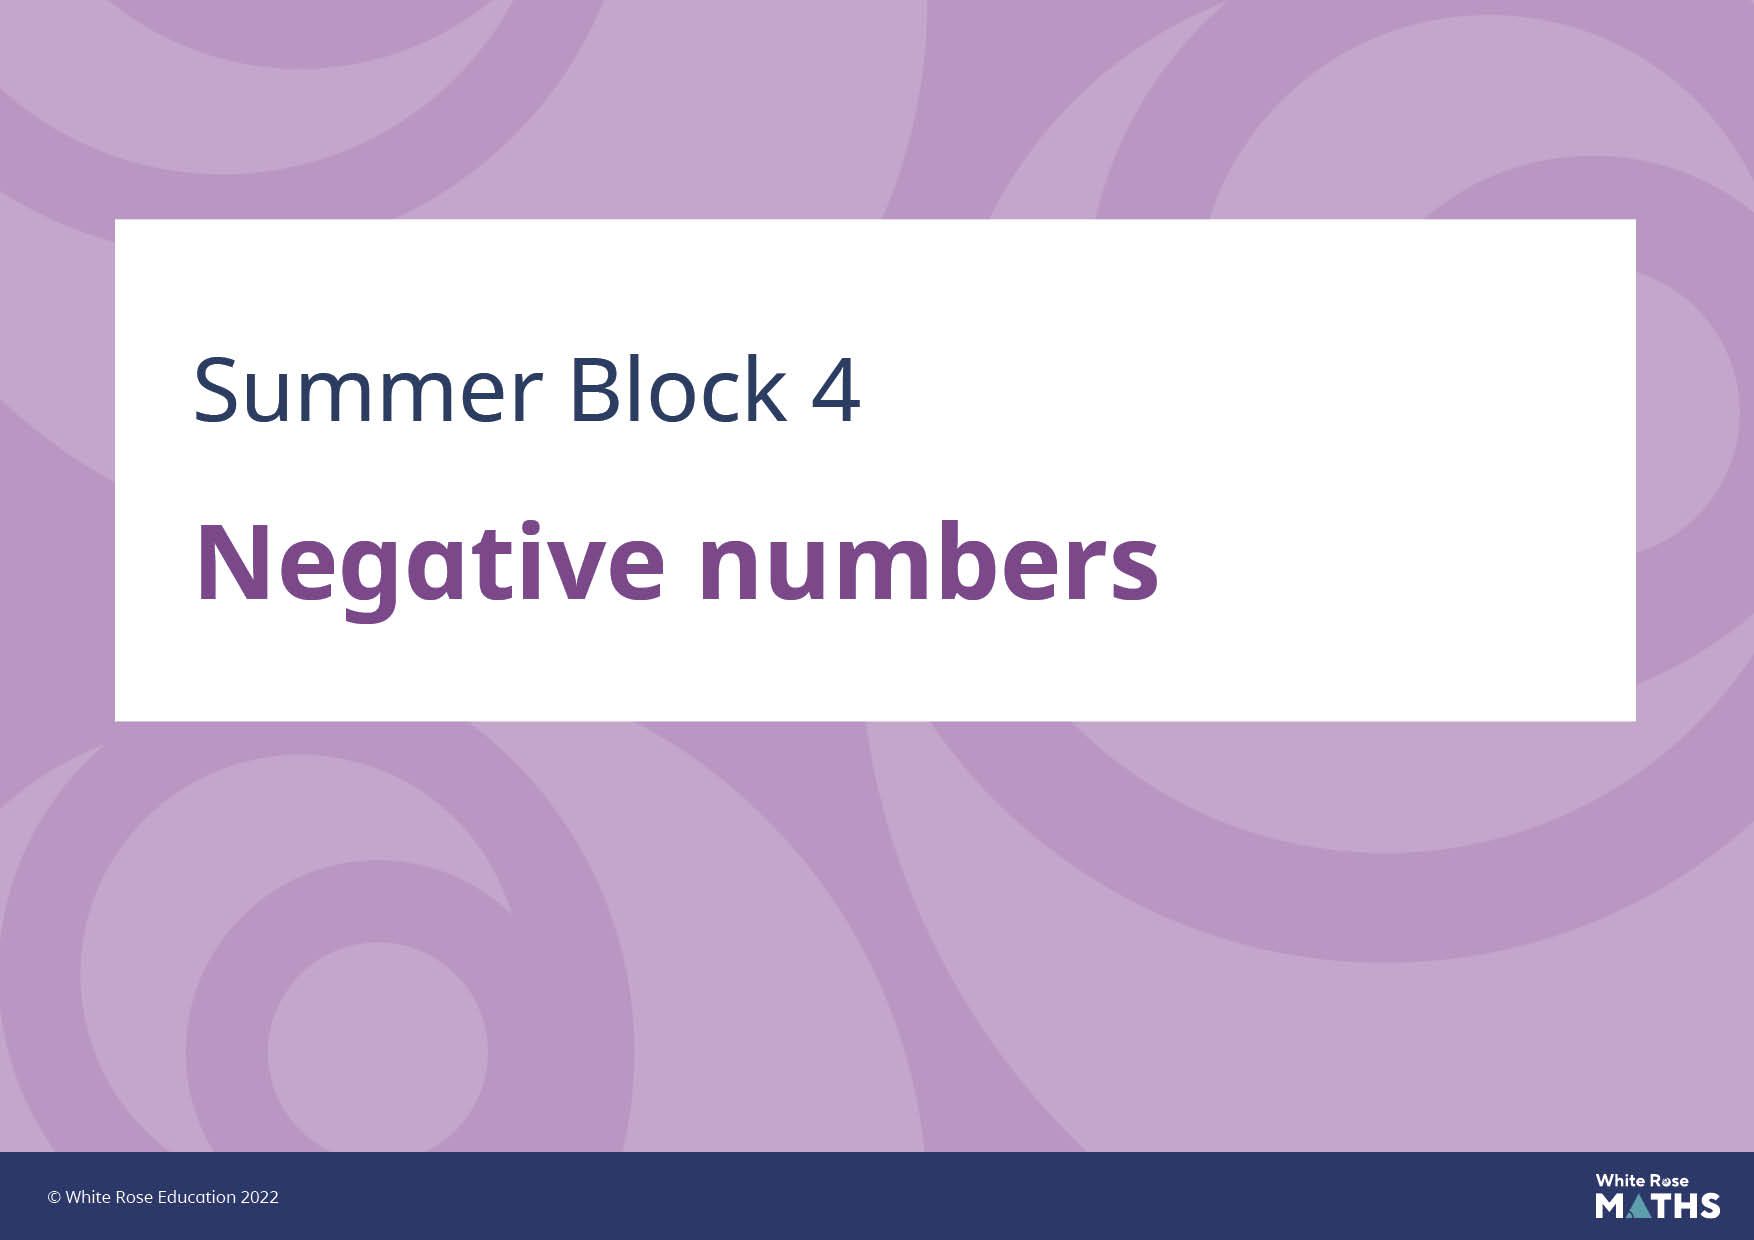 Summer Block 4
Negative numbers
© White Rose Education 2022
White Rose
MATHS